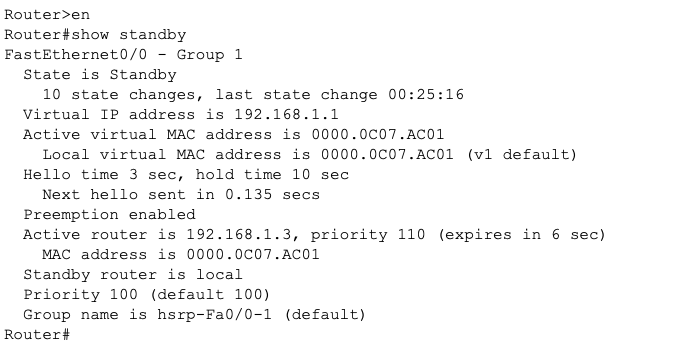 Router>en
Router#show standby
FastEthernet0/0 - Group 1
State is Standby
10 state changes, last state change 00:25:16
Virtual IP address is 192.168.1.1
Active virtual MAC address is 0000.0C07.AC01
Local virtual MAC address is 0000.0C07.AC01 (v1 default)
Hello time 3 sec, hold time 10 sec
Next hello sent in 0.135 secs
Preemption enabled
Active router is 192.168.1.3, priority 110 (expires in 6 sec)
MAC address is 0000.0C07.AC01
Standby router is local
Priority 100 (default 100)
Group name is hsrp-Fa0/0-1 (default)
Router#